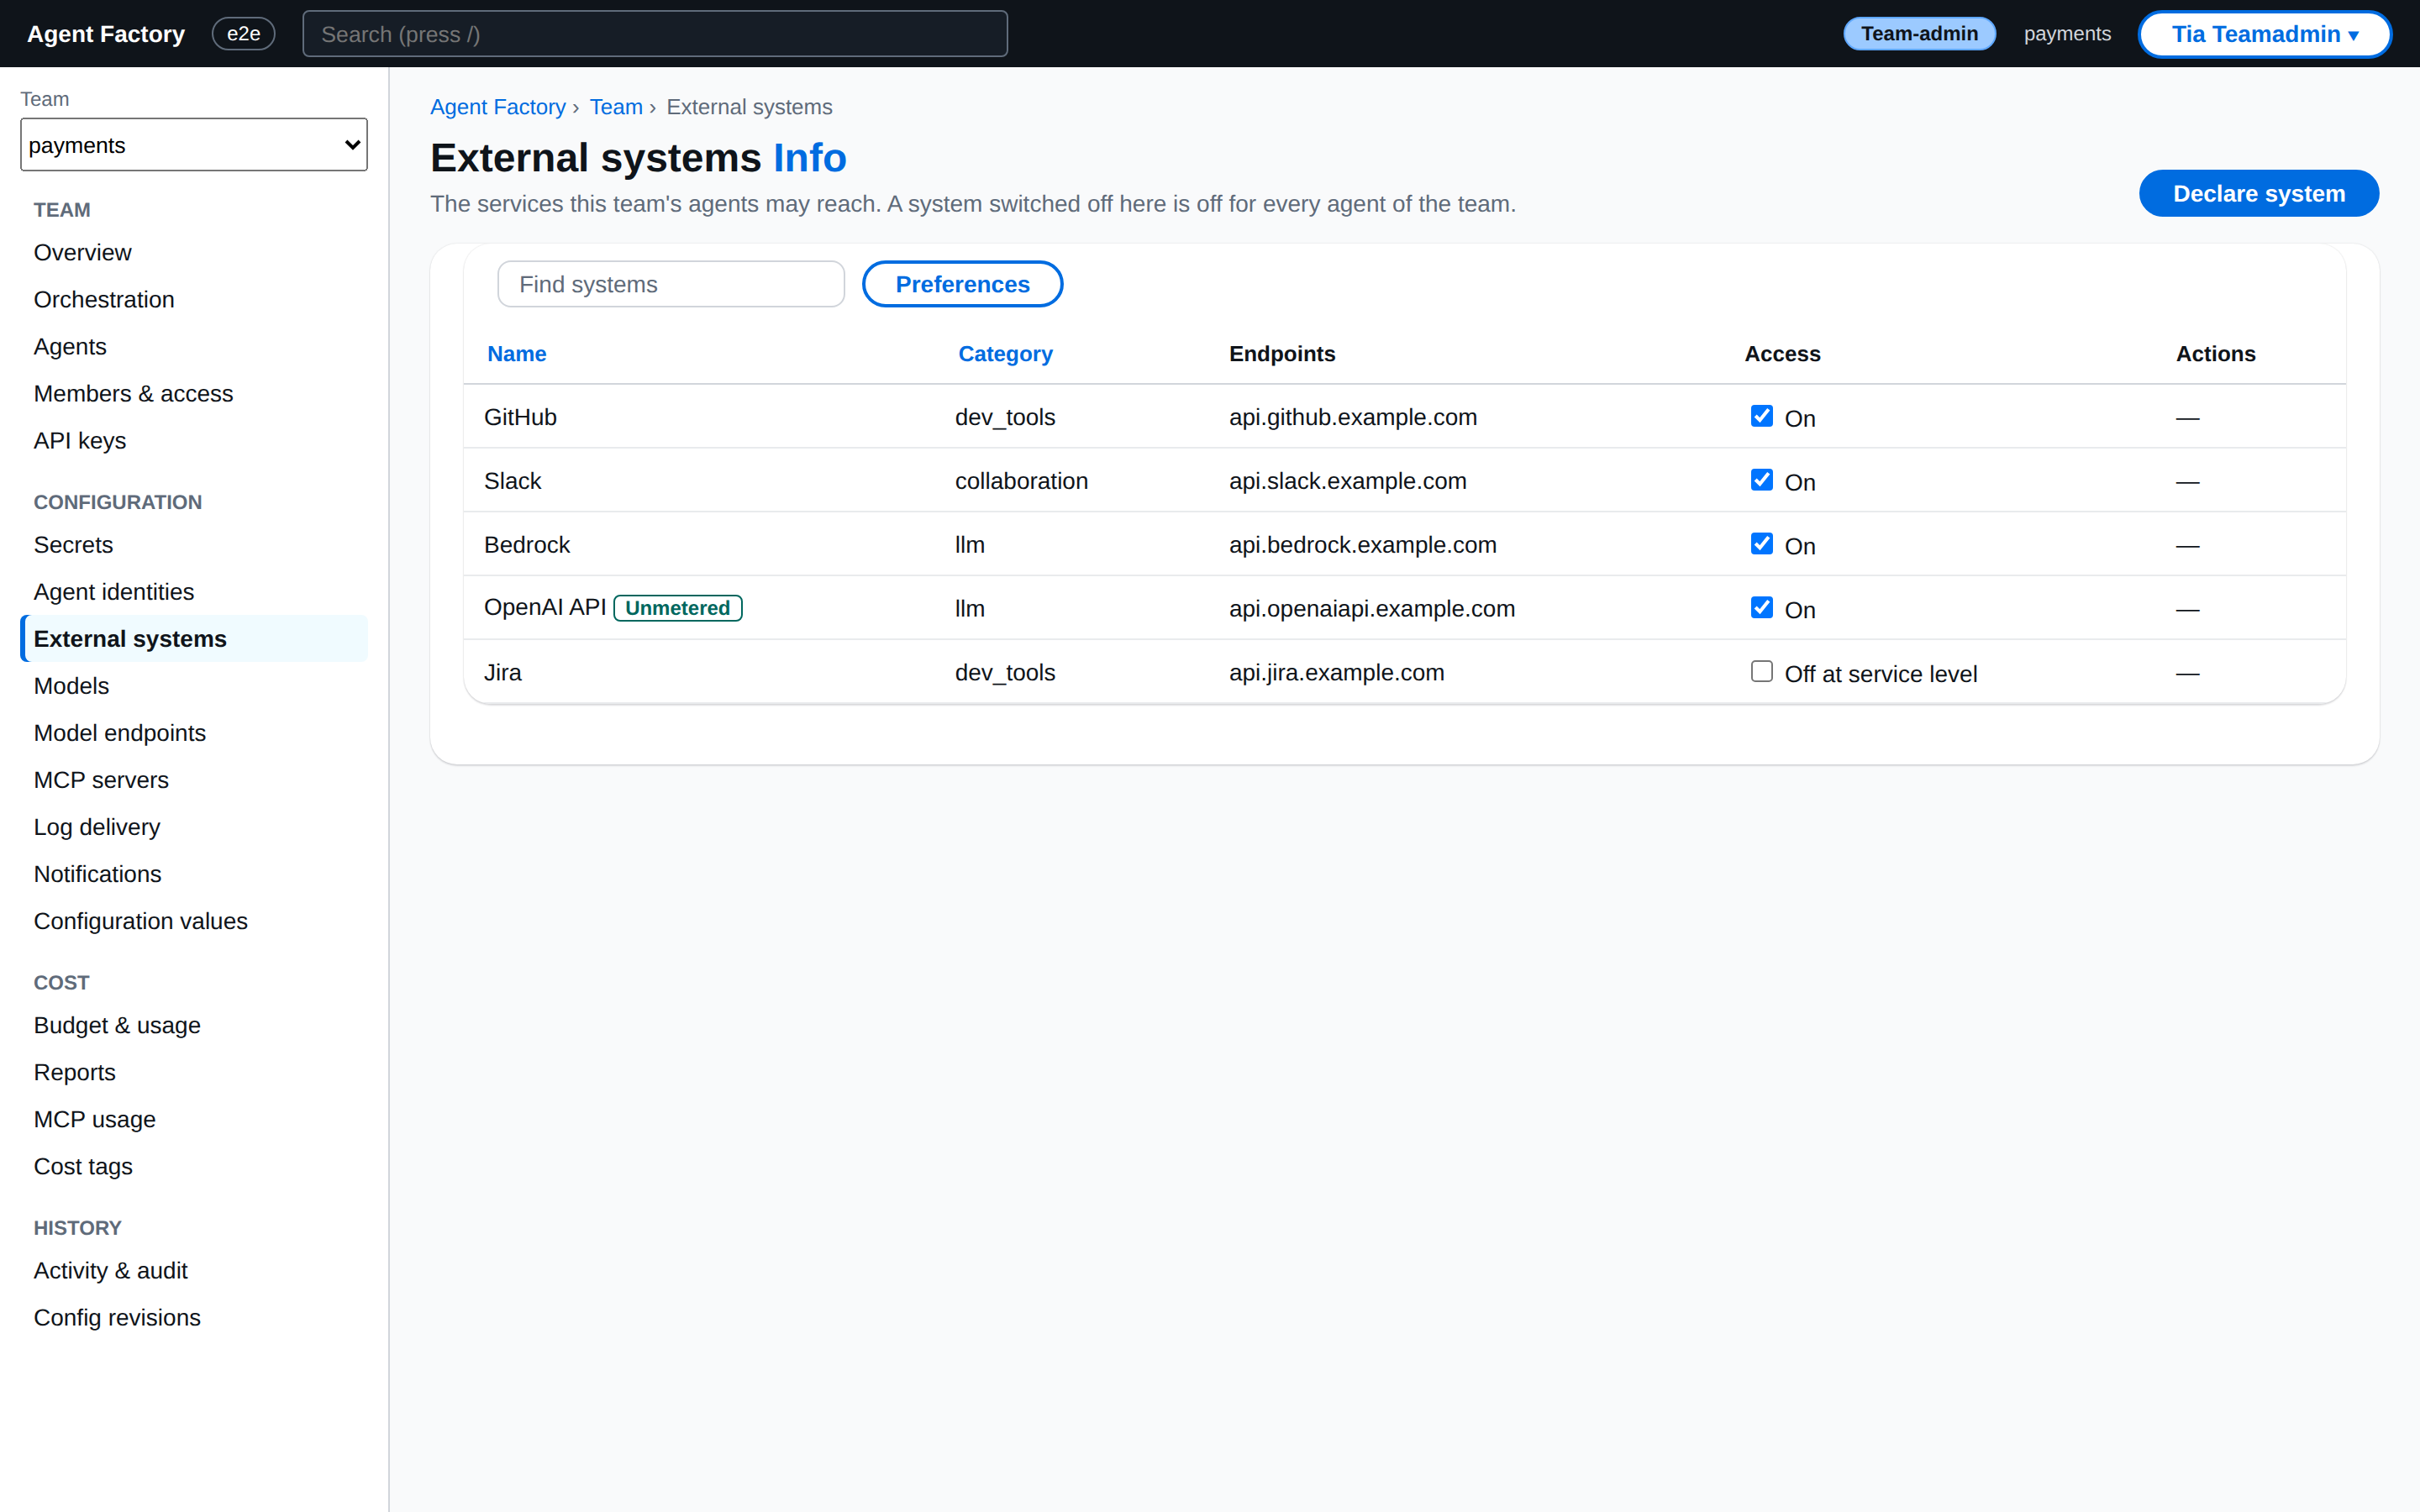 Agent Factory e2e Search (press /) Team-admin payments Tia Teamadmin ▾
Team
payments
TEAM
Overview
Orchestration
Agents
Members & access
API keys
CONFIGURATION
Secrets
Agent identities
External systems
Models
Model endpoints
MCP servers
Log delivery
Notifications
Configuration values
COST
Budget & usage
Reports
MCP usage
Cost tags
HISTORY
Activity & audit
Config revisions
Agent Factory › Team › External systems
External systems Info
The services this team's agents may reach. A system switched off here is off for every agent of the team.
Declare system
Find systems Preferences
Name Category Endpoints Access Actions
GitHub dev_tools api.github.example.com On —
Slack collaboration api.slack.example.com On —
Bedrock llm api.bedrock.example.com On —
OpenAI API Unmetered llm api.openaiapi.example.com On —
Jira dev_tools api.jira.example.com Off at service level —